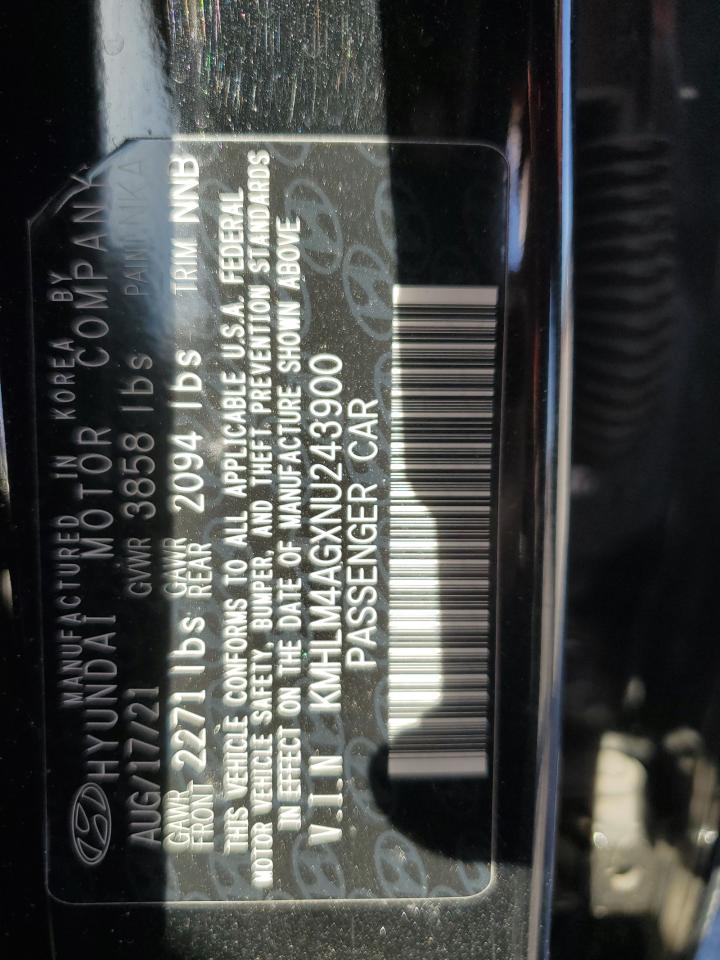 MANUFACTURED IN KOREA BY
HYUNDAI MOTOR COMPANY
AUG/17/21 GVWR 3858 lbs PAINT NKA
GAWR FRONT 2271 lbs GAWR REAR 2094 lbs TRIM NNB
THIS VEHICLE CONFORMS TO ALL APPLICABLE U.S.A. FEDERAL
MOTOR VEHICLE SAFETY, BUMPER, AND THEFT PREVENTION STANDARDS
IN EFFECT ON THE DATE OF MANUFACTURE SHOWN ABOVE
V.I.N KMHLM4AGXNU243900
PASSENGER CAR